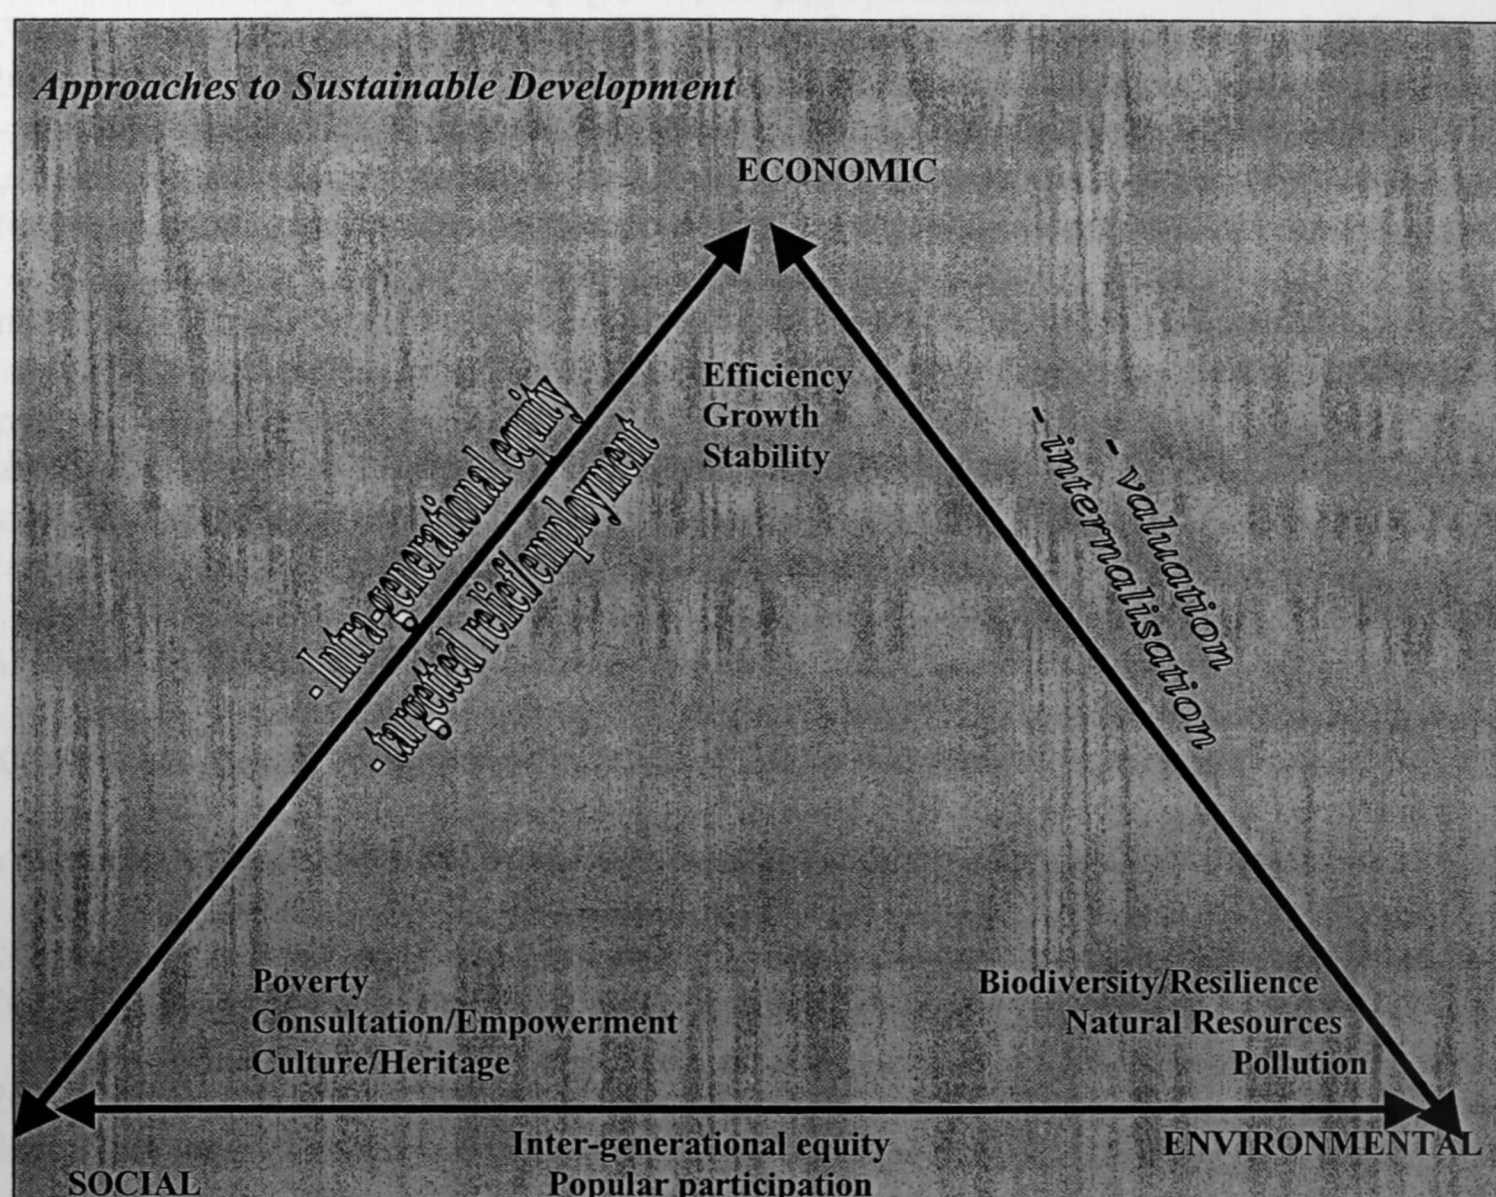 Approaches to Sustainable Development
ECONOMIC
Efficiency
Growth
Stability
- Intra-generational equity
- targetted relief/employment
- valuation
- internalisation
Poverty
Consultation/Empowerment
Culture/Heritage
Biodiversity/Resilience
Natural Resources
Pollution
Inter-generational equity
Popular participation
SOCIAL
ENVIRONMENTAL